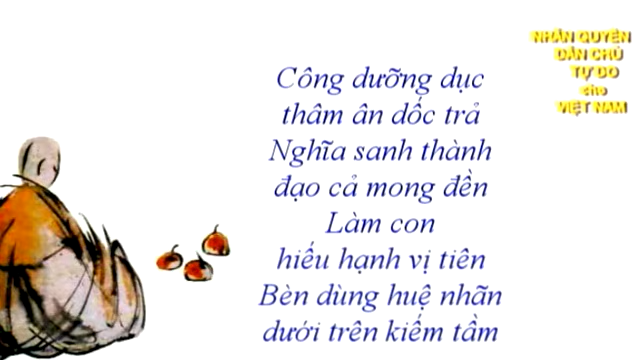 Công dưỡng dục
thâm ân dốc trả
Nghĩa sanh thành
đạo cả mong đền
Làm con
hiếu hạnh vị tiên
Bèn dùng huệ nhãn
dưới trên kiếm tầm
NHÂN QUYỀN
DÂN CHỦ
TỰ DO
cho
VIỆT NAM